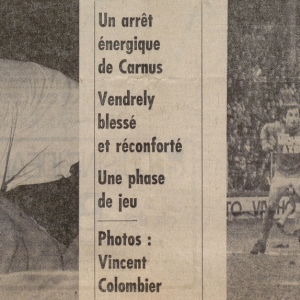 Un arrêt
énergique
de Carnus
Vendrely
blessé
et réconforté
Une phase
de jeu
Photos :
Vincent
Colombier